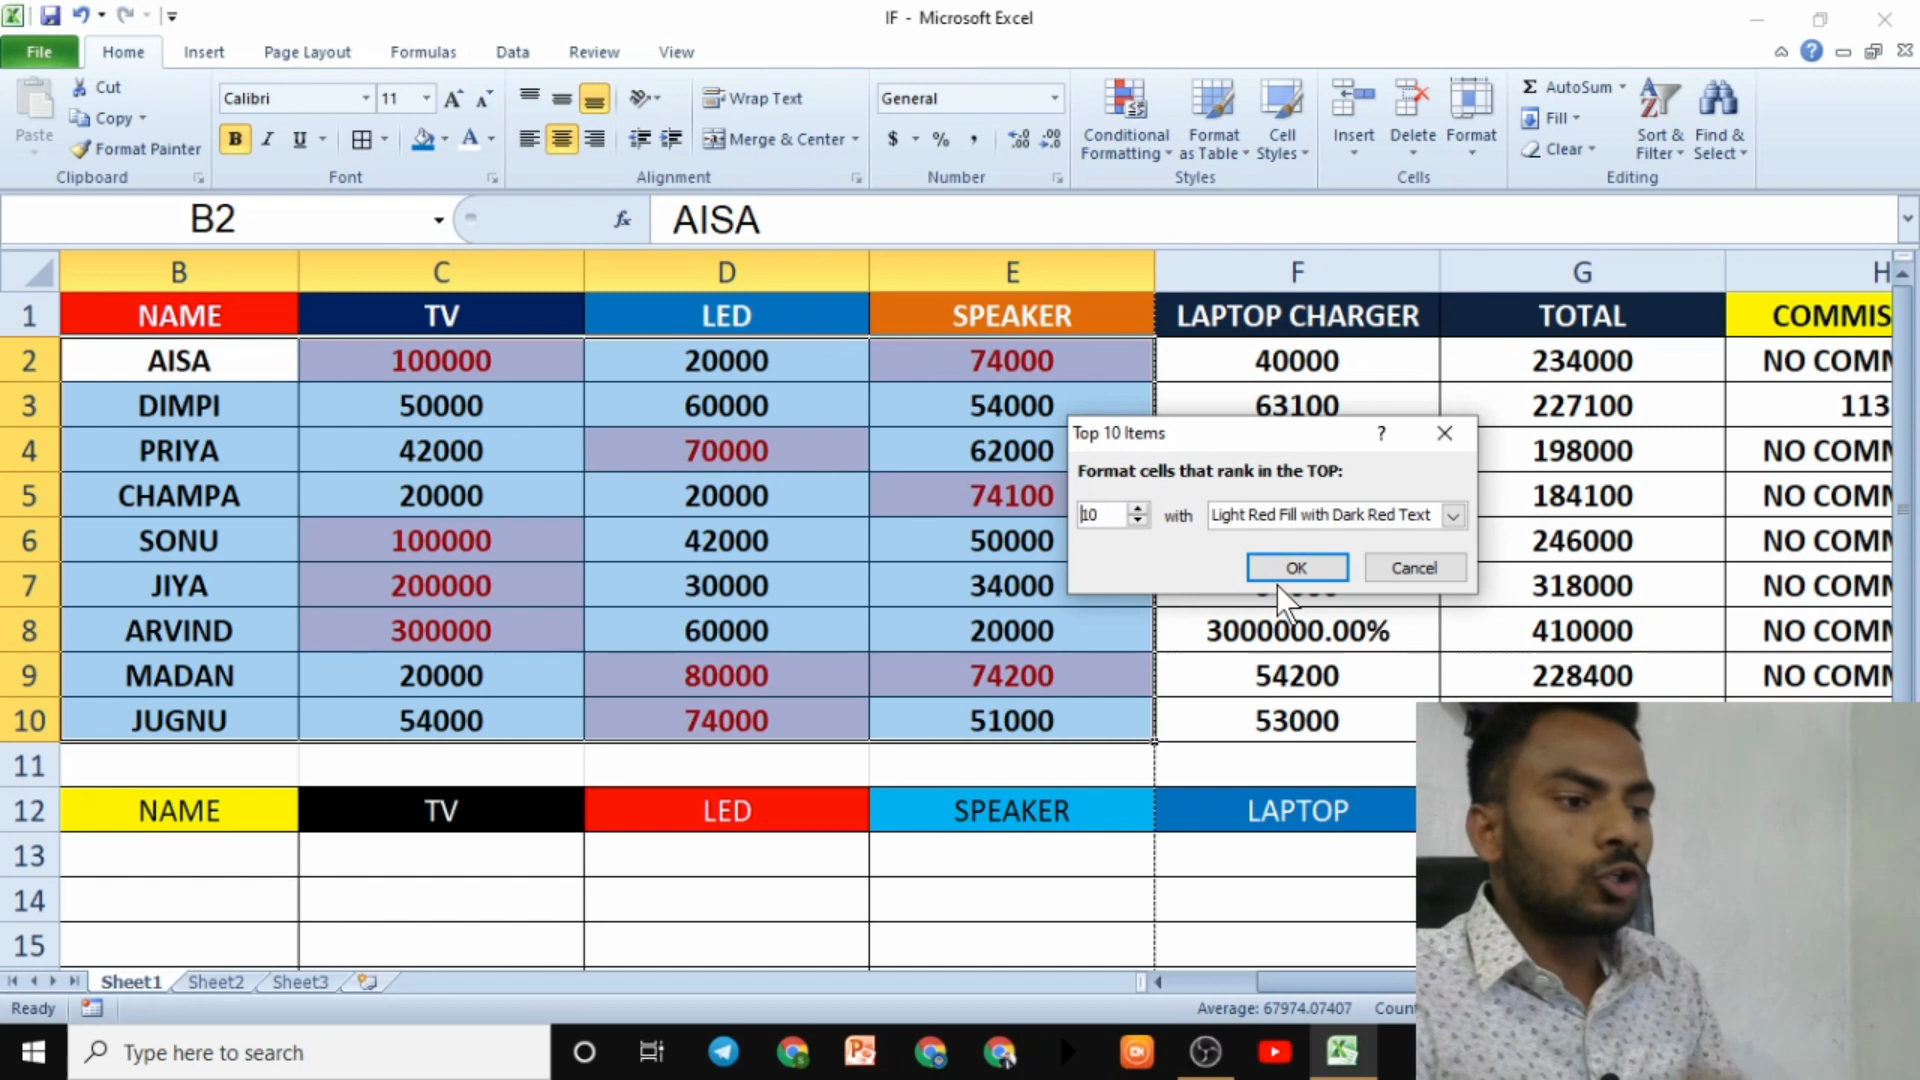 IF - Microsoft Excel
File Home Insert Page Layout Formulas Data Review View
Paste
Cut
Copy
Format Painter
Clipboard
Calibri 11
B I U
Font
Wrap Text
Merge & Center
Alignment
General
$ % ,
Number
Conditional Formatting
Format as Table
Cell Styles
Styles
Insert Delete Format
Cells
AutoSum
Fill
Clear
Sort & Filter
Find & Select
Editing
B2 fx AISA
B C D E F G H
1 NAME TV LED SPEAKER LAPTOP CHARGER TOTAL COMMIS
2 AISA 100000 20000 74000 40000 234000 NO COMM
3 DIMPI 50000 60000 54000 63100 227100 113
4 PRIYA 42000 70000 62000 198000 NO COMM
5 CHAMPA 20000 20000 74100 184100 NO COMM
6 SONU 100000 42000 50000 246000 NO COMM
7 JIYA 200000 30000 34000 318000 NO COMM
8 ARVIND 300000 60000 20000 3000000.00% 410000 NO COMM
9 MADAN 20000 80000 74200 54200 228400 NO COMM
10 JUGNU 54000 74000 51000 53000
11
12 NAME TV LED SPEAKER LAPTOP
13
14
15
Top 10 Items ?
Format cells that rank in the TOP:
10 with Light Red Fill with Dark Red Text
OK Cancel
Sheet1 Sheet2 Sheet3
Ready Average: 67974.07407 Coun
Type here to search